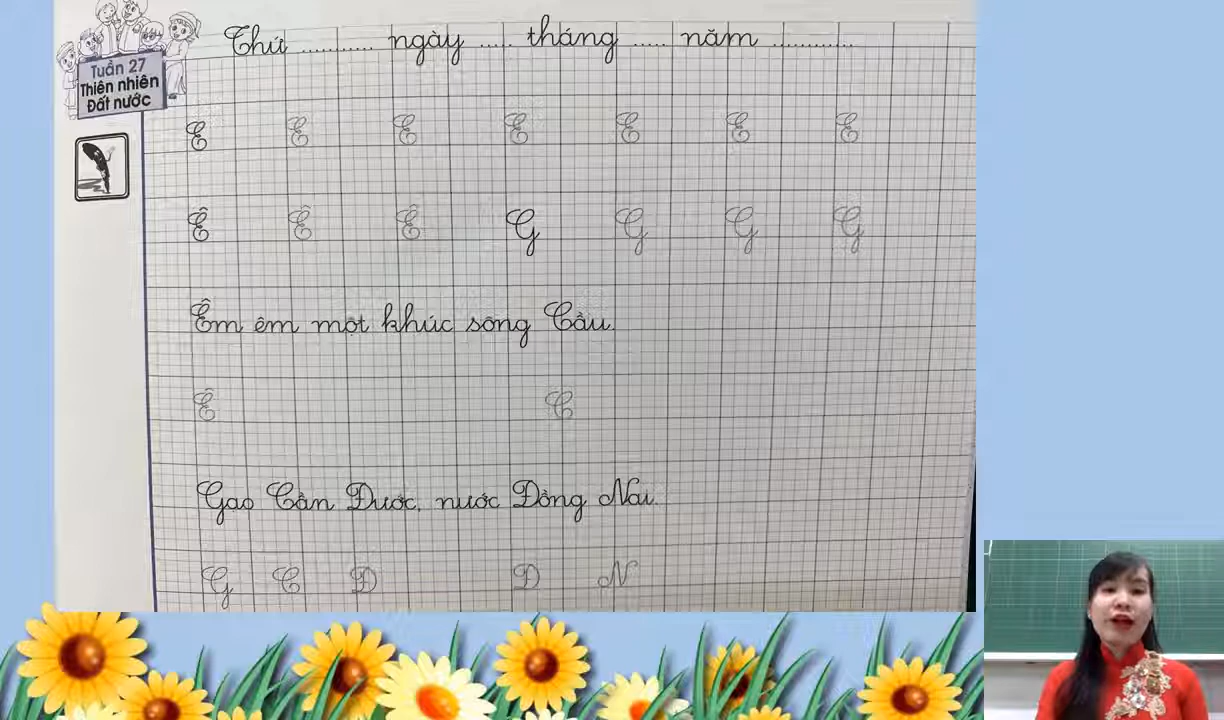 Thứ ........... ngày ..... tháng ..... năm ............
Tuần 27
Thiên nhiên
Đất nước
E E E E E E E
Ê Ê Ê G G G G
Êm êm một khúc sông Cầu.
Ê C
Gạo Cần Đước, nước Đồng Nai.
G C Đ Đ N